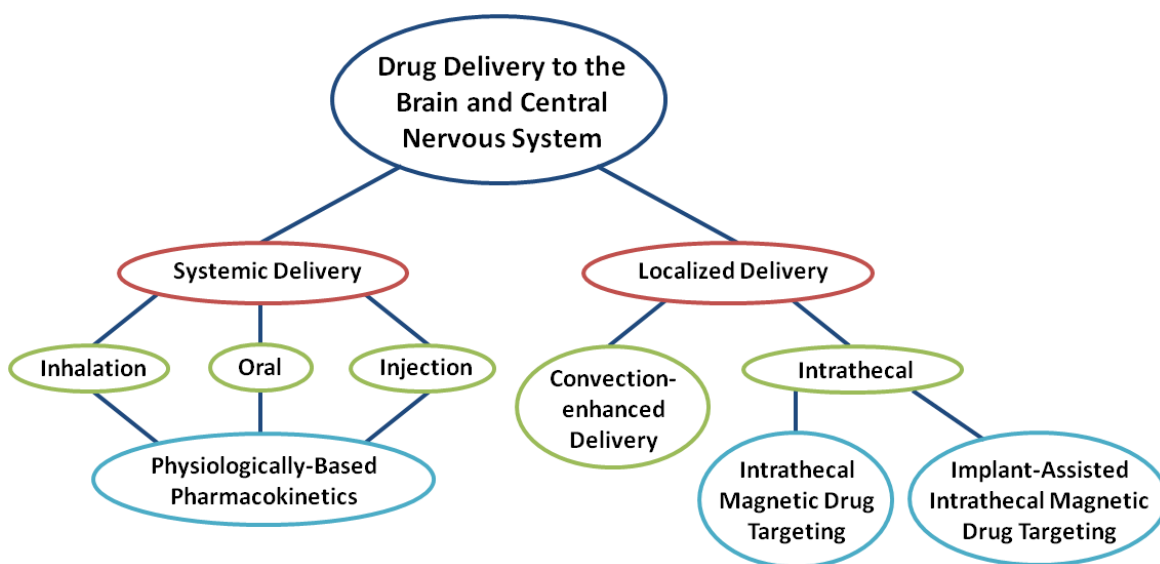 Drug Delivery to the
Brain and Central
Nervous System
Systemic Delivery
Localized Delivery
Inhalation
Oral
Injection
Convection-
enhanced
Delivery
Intrathecal
Physiologically-Based
Pharmacokinetics
Intrathecal
Magnetic Drug
Targeting
Implant-Assisted
Intrathecal Magnetic
Drug Targeting